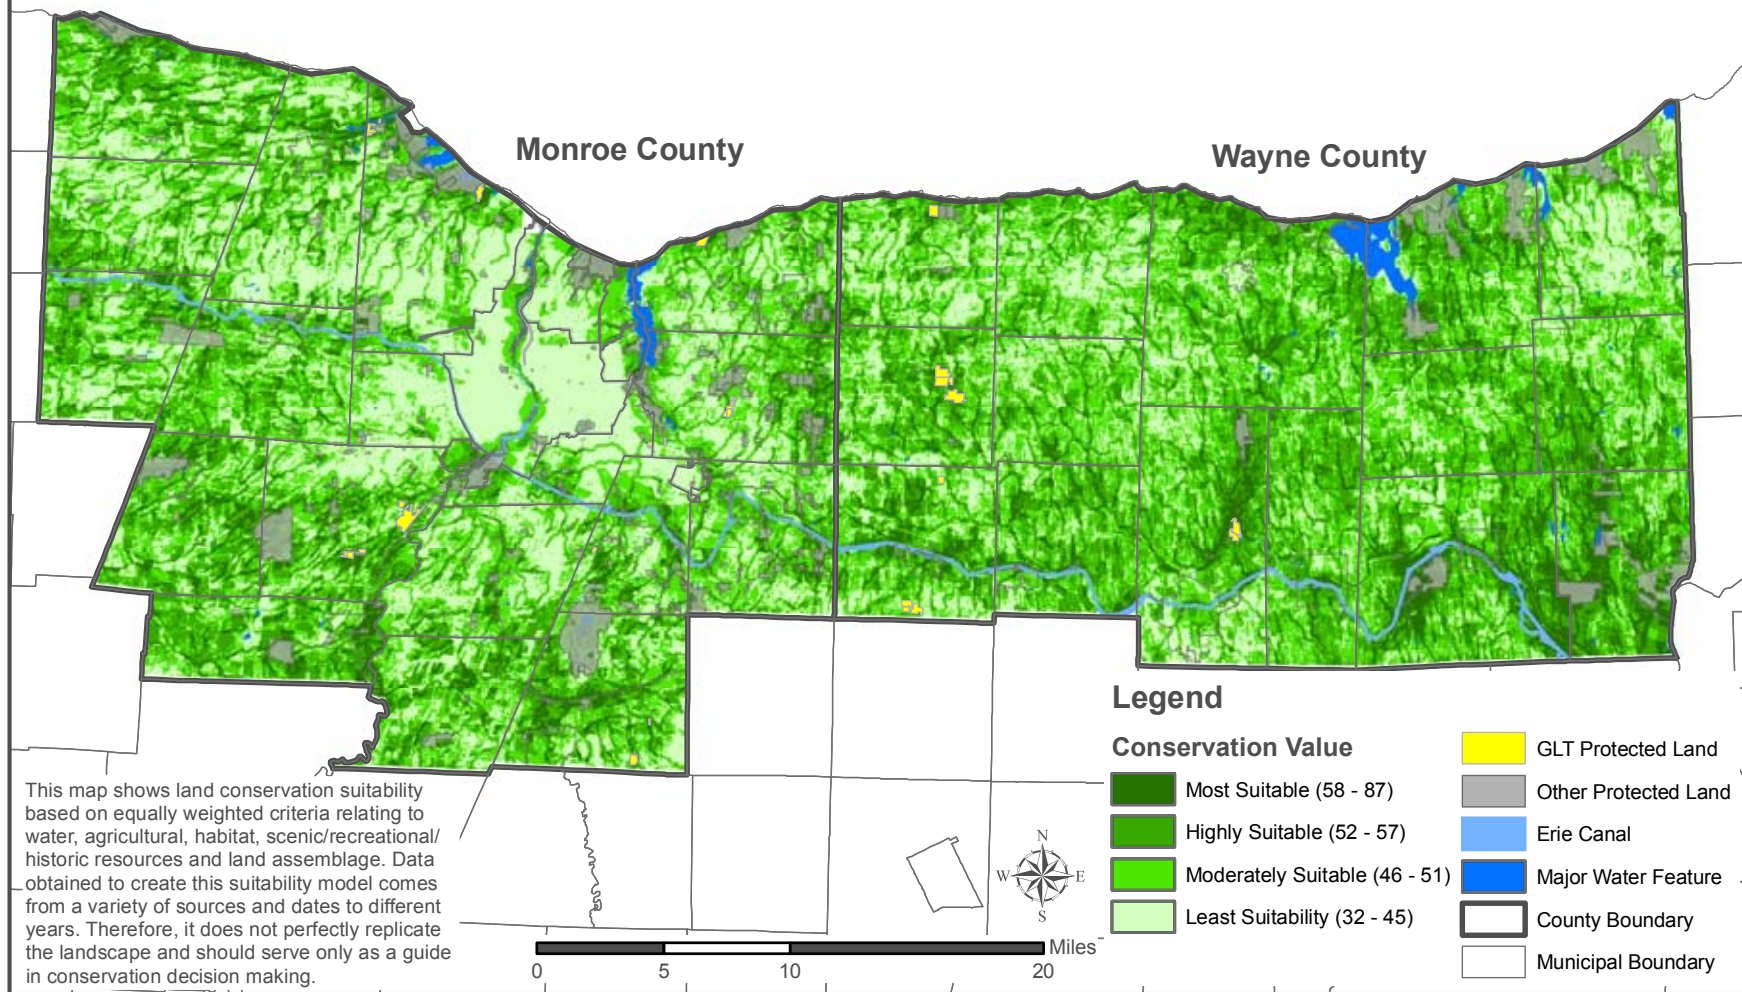 Monroe County
Wayne County
This map shows land conservation suitability
based on equally weighted criteria relating to
water, agricultural, habitat, scenic/recreational/
historic resources and land assemblage. Data
obtained to create this suitability model comes
from a variety of sources and dates to different
years. Therefore, it does not perfectly replicate
the landscape and should serve only as a guide
in conservation decision making.
N
W E
S
Miles
0 5 10 20
Legend
Conservation Value
Most Suitable (58 - 87)
Highly Suitable (52 - 57)
Moderately Suitable (46 - 51)
Least Suitability (32 - 45)
GLT Protected Land
Other Protected Land
Erie Canal
Major Water Feature
County Boundary
Municipal Boundary